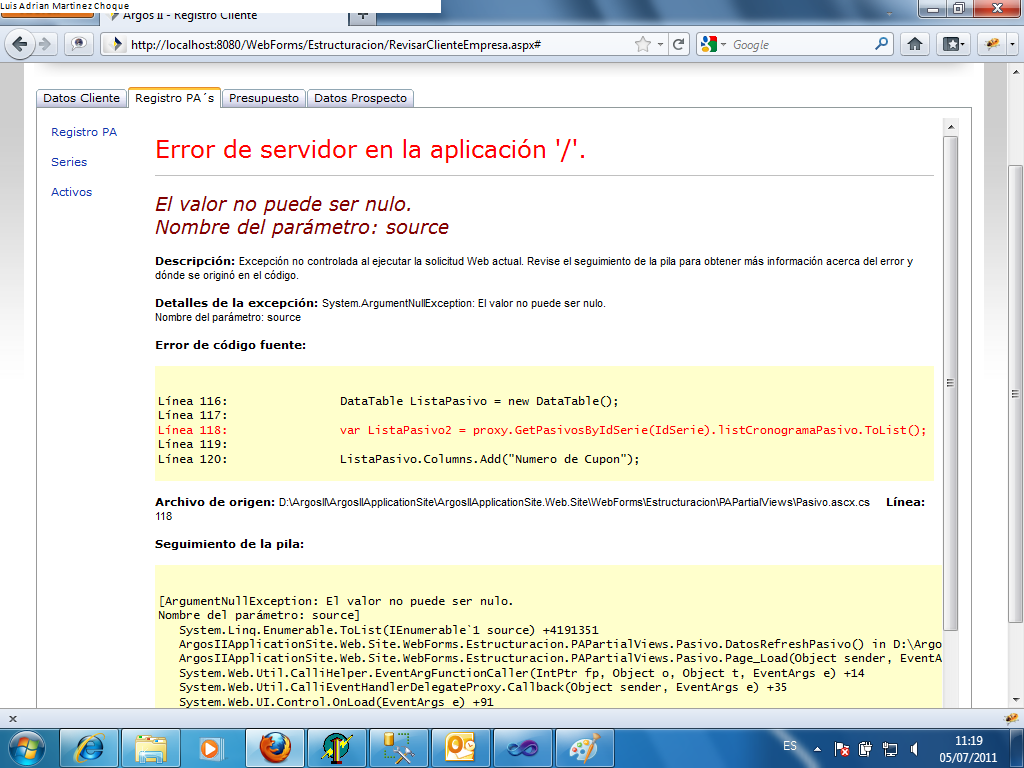 Luis Adrian Martinez Choque
Argos II - Registro Cliente
http://localhost:8080/WebForms/Estructuracion/RevisarClienteEmpresa.aspx#
Google
Datos Cliente Registro PA´s Presupuesto Datos Prospecto
Registro PA
Series
Activos
Error de servidor en la aplicación '/'.
El valor no puede ser nulo.
Nombre del parámetro: source
Descripción: Excepción no controlada al ejecutar la solicitud Web actual. Revise el seguimiento de la pila para obtener más información acerca del error y
dónde se originó en el código.
Detalles de la excepción: System.ArgumentNullException: El valor no puede ser nulo.
Nombre del parámetro: source
Error de código fuente:
Línea 116: DataTable ListaPasivo = new DataTable();
Línea 117:
Línea 118: var ListaPasivo2 = proxy.GetPasivosByIdSerie(IdSerie).listCronogramaPasivo.ToList();
Línea 119:
Línea 120: ListaPasivo.Columns.Add("Numero de Cupon");
Archivo de origen: D:\ArgosII\ArgosIIApplicationSite\ArgosIIApplicationSite.Web.Site\WebForms\Estructuracion\PAPartialViews\Pasivo.ascx.cs Línea:
118
Seguimiento de la pila:
[ArgumentNullException: El valor no puede ser nulo.
Nombre del parámetro: source]
System.Linq.Enumerable.ToList(IEnumerable`1 source) +4191351
ArgosIIApplicationSite.Web.Site.WebForms.Estructuracion.PAPartialViews.Pasivo.DatosRefreshPasivo() in D:\Argo
ArgosIIApplicationSite.Web.Site.WebForms.Estructuracion.PAPartialViews.Pasivo.Page_Load(Object sender, EventA
System.Web.Util.CalliHelper.EventArgFunctionCaller(IntPtr fp, Object o, Object t, EventArgs e) +14
System.Web.Util.CalliEventHandlerDelegateProxy.Callback(Object sender, EventArgs e) +35
System.Web.UI.Control.OnLoad(EventArgs e) +91
ES
11:19
05/07/2011